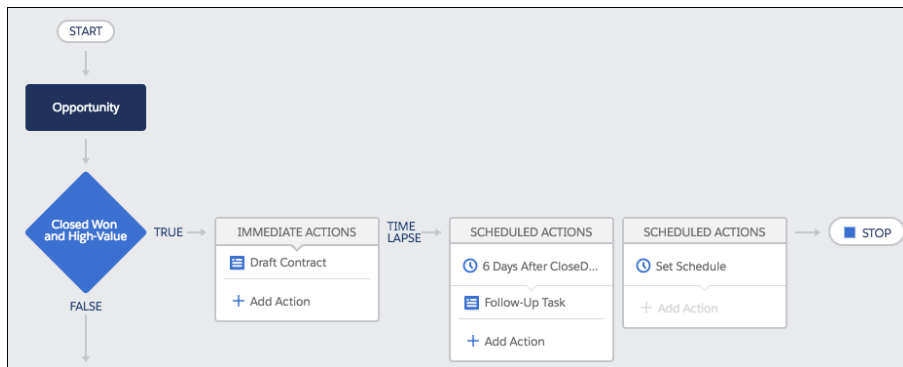 START
Opportunity
Closed Won
and High-Value
TRUE
IMMEDIATE ACTIONS
Draft Contract
+ Add Action
TIME
LAPSE
SCHEDULED ACTIONS
6 Days After CloseD...
Follow-Up Task
+ Add Action
SCHEDULED ACTIONS
Set Schedule
+ Add Action
STOP
FALSE